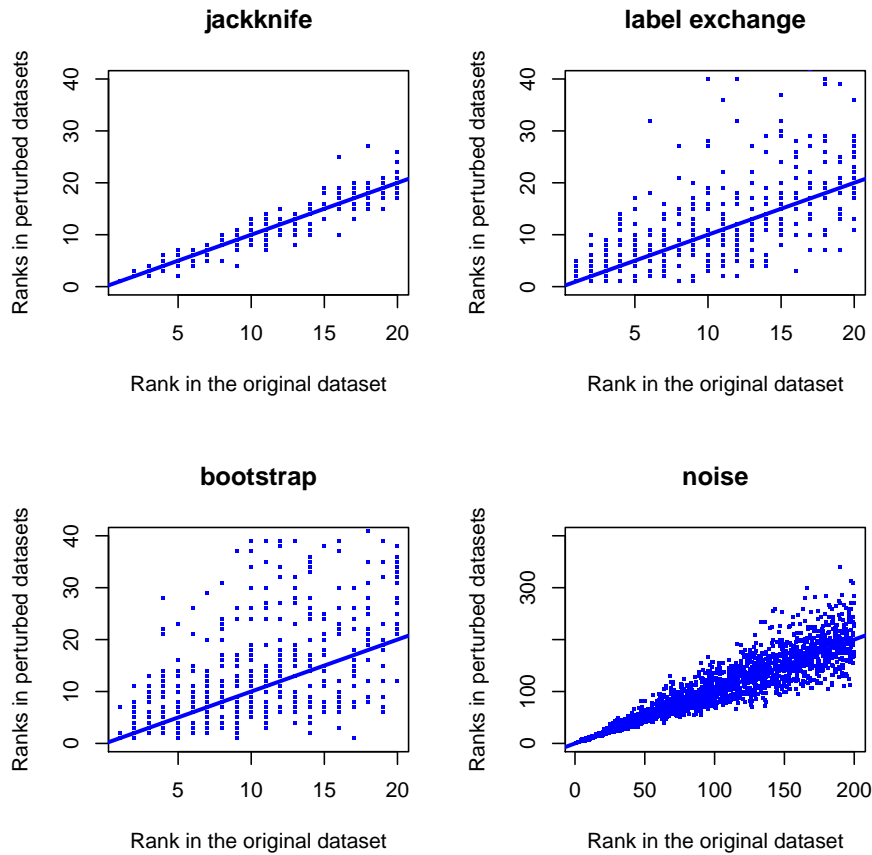 jackknife
Ranks in perturbed datasets
0
10
20
30
40
5
10
15
20
Rank in the original dataset
label exchange
Ranks in perturbed datasets
0
10
20
30
40
5
10
15
20
Rank in the original dataset
bootstrap
Ranks in perturbed datasets
0
10
20
30
40
5
10
15
20
Rank in the original dataset
noise
Ranks in perturbed datasets
0
100
300
0
50
100
150
200
Rank in the original dataset